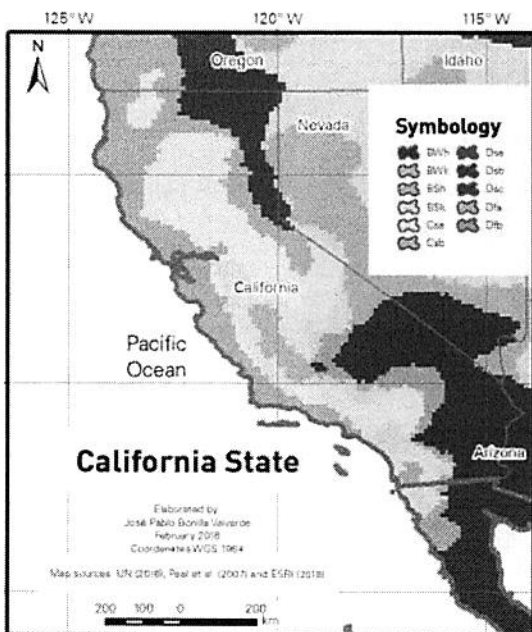 125° W
120° W
115° W
N
Oregon
Idaho
Nevada
Symbology
BWh
Dsa
BWk
Dsb
BSh
Dsc
BSk
Dfa
Csa
Dfb
Csb
California
Pacific
Ocean
Arizona
California State
Elaborated by
José Pablo Bonilla Valverde
February 2018
Coordinates WGS 1984
Map sources: UN (2018), Peel et al. (2007) and ESRI (2018)
200 100 0 200
km